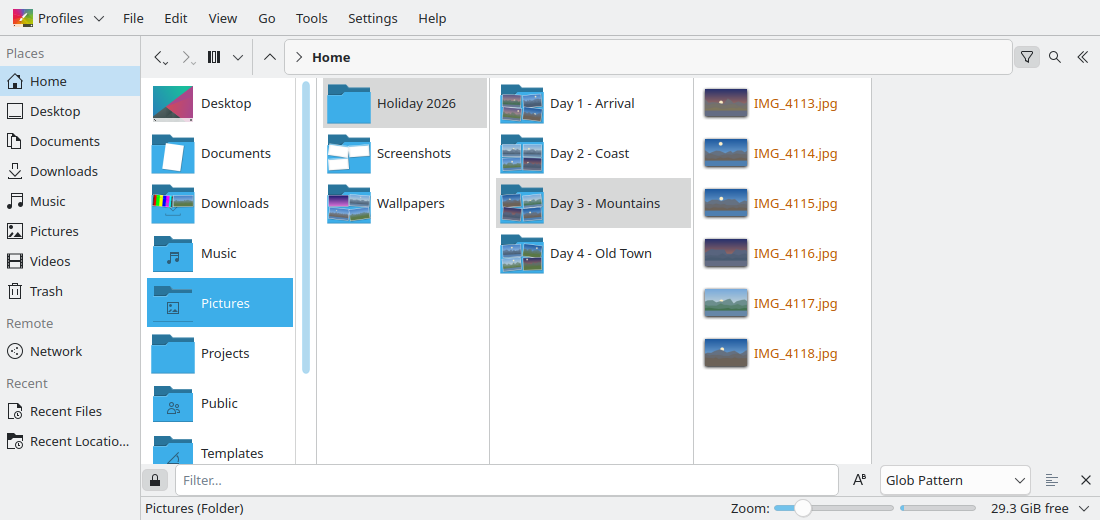 Profiles File Edit View Go Tools Settings Help
Places
Home
Desktop
Documents
Downloads
Music
Pictures
Videos
Trash
Remote
Network
Recent
Recent Files
Recent Locatio...
Home
Desktop
Documents
Downloads
Music
Pictures
Projects
Public
Templates
Holiday 2026
Screenshots
Wallpapers
Day 1 - Arrival
Day 2 - Coast
Day 3 - Mountains
Day 4 - Old Town
IMG_4113.jpg
IMG_4114.jpg
IMG_4115.jpg
IMG_4116.jpg
IMG_4117.jpg
IMG_4118.jpg
Filter... Glob Pattern
Pictures (Folder) Zoom: 29.3 GiB free